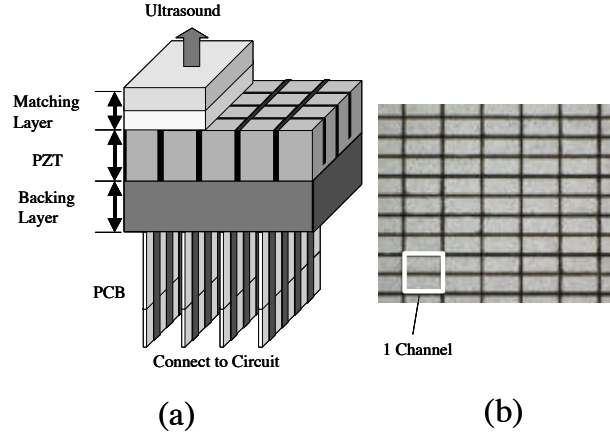 Ultrasound
Matching
Layer
PZT
Backing
Layer
PCB
Connect to Circuit
1 Channel
(a)
(b)